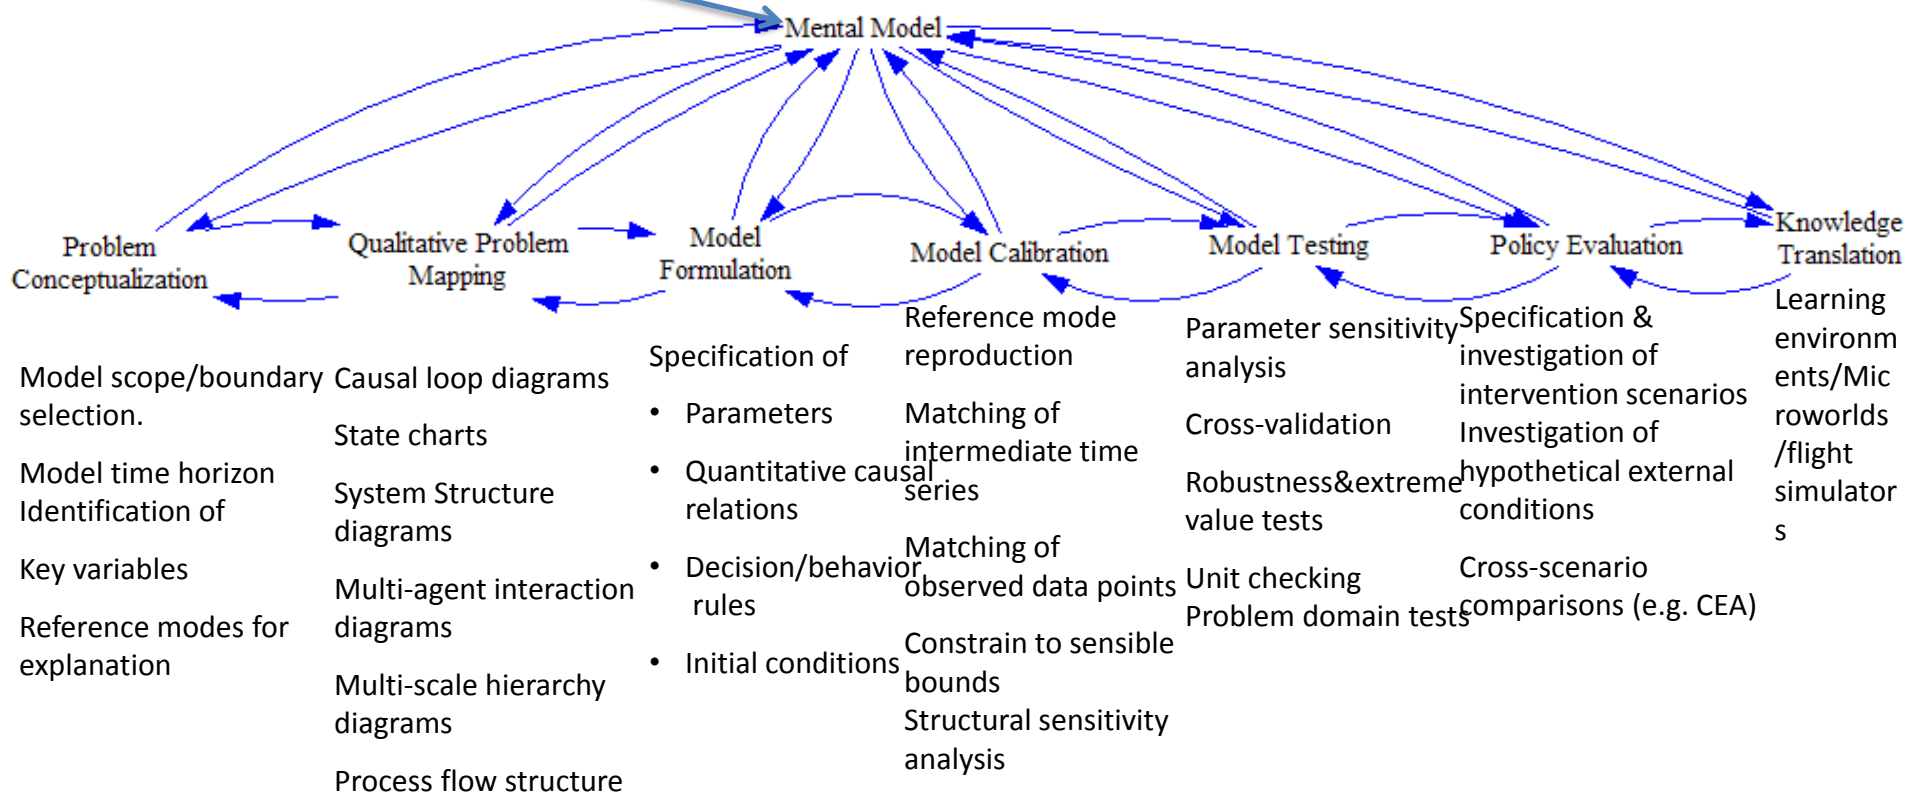 Mental Model
Problem
Conceptualization
Qualitative Problem
Mapping
Model
Formulation
Model Calibration
Model Testing
Policy Evaluation
Knowledge
Translation
Model scope/boundary
selection.
Model time horizon
Identification of
Key variables
Reference modes for
explanation
Causal loop diagrams
State charts
System Structure
diagrams
Multi-agent interaction
diagrams
Multi-scale hierarchy
diagrams
Process flow structure
Specification of
• Parameters
• Quantitative causal
relations
• Decision/behavior
rules
• Initial conditions
Reference mode
reproduction
Matching of
intermediate time
series
Matching of
observed data points
Constrain to sensible
bounds
Structural sensitivity
analysis
Parameter sensitivity
analysis
Cross-validation
Robustness&extreme
value tests
Unit checking
Problem domain tests
Specification &
investigation of
intervention scenarios
Investigation of
hypothetical external
conditions
Cross-scenario
comparisons (e.g. CEA)
Learning
environm
ents/Mic
roworlds
/flight
simulator
s